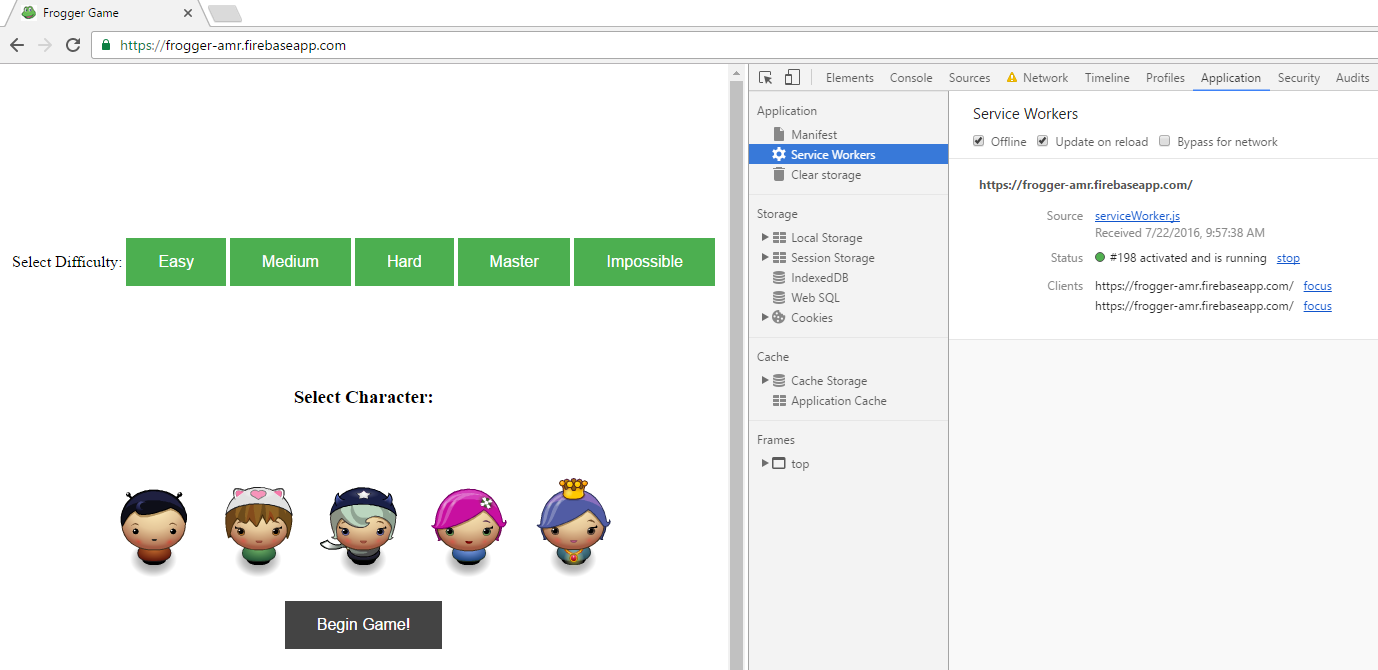 Frogger Game
https://frogger-amr.firebaseapp.com
Select Difficulty: Easy Medium Hard Master Impossible
Select Character:
Begin Game!
Elements Console Sources Network Timeline Profiles Application Security Audits
Application
Manifest
Service Workers
Clear storage
Storage
Local Storage
Session Storage
IndexedDB
Web SQL
Cookies
Cache
Cache Storage
Application Cache
Frames
top
Service Workers
Offline Update on reload Bypass for network
https://frogger-amr.firebaseapp.com/
Source serviceWorker.js
Received 7/22/2016, 9:57:38 AM
Status #198 activated and is running stop
Clients https://frogger-amr.firebaseapp.com/ focus
https://frogger-amr.firebaseapp.com/ focus